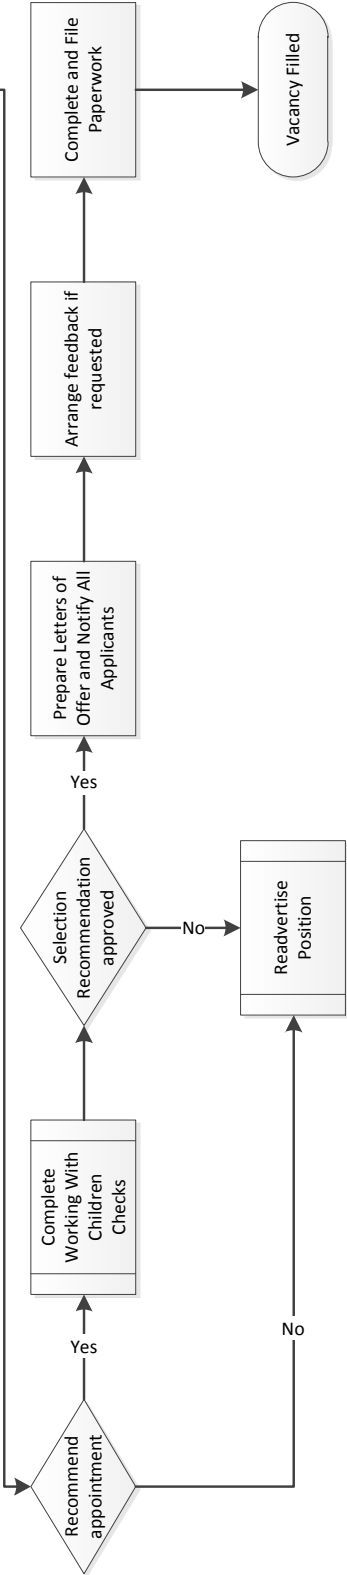 Recommend
appointment
Yes
Complete
Working With
Children
Checks
Selection
Recommendation
approved
Yes
Prepare Letters of
Offer and Notify All
Applicants
Arrange feedback if
requested
Complete and File
Paperwork
Vacancy Filled
No
Readvertise
Position
No